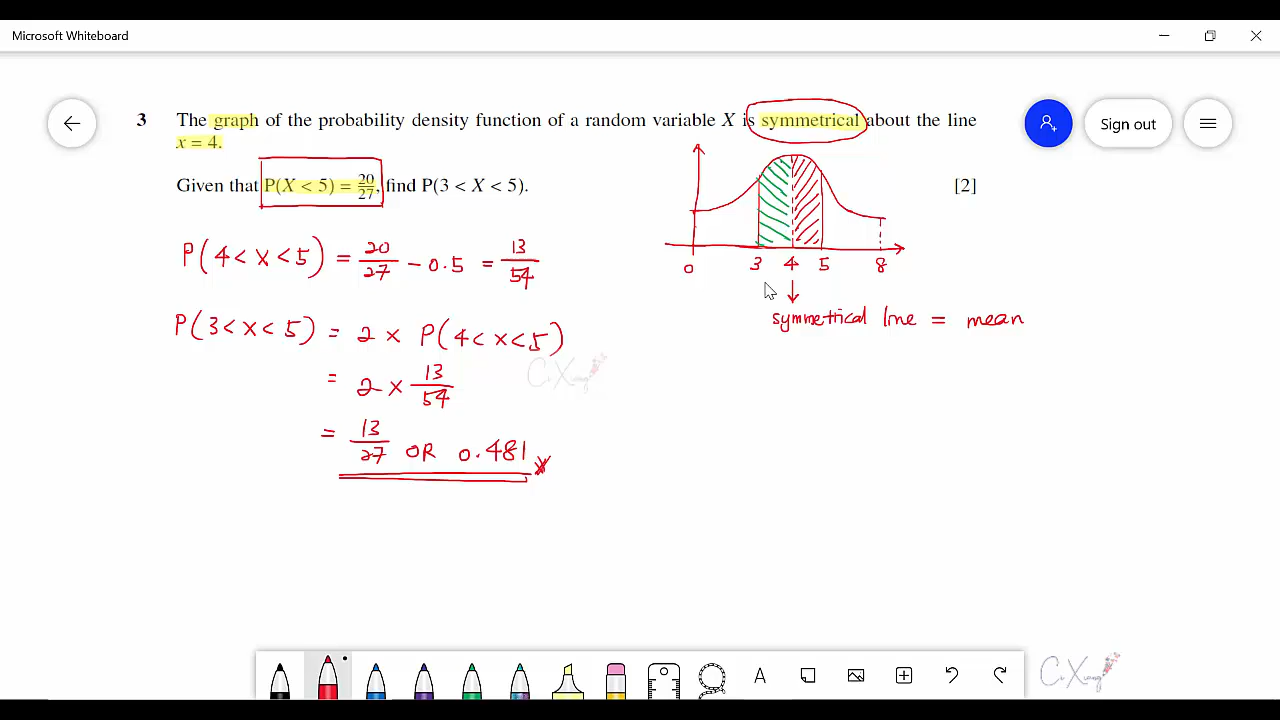 Microsoft Whiteboard
3 The graph of the probability density function of a random variable X is symmetrical about the line
x = 4.
Given that P(X < 5) = 20/27, find P(3 < X < 5). [2]
Sign out
P(4 < X < 5) = 20/27 - 0.5 = 13/54
0 3 4 5 8
symmetrical line = mean
P(3 < X < 5) = 2 × P(4 < X < 5)
= 2 × 13/54
= 13/27 OR 0.481